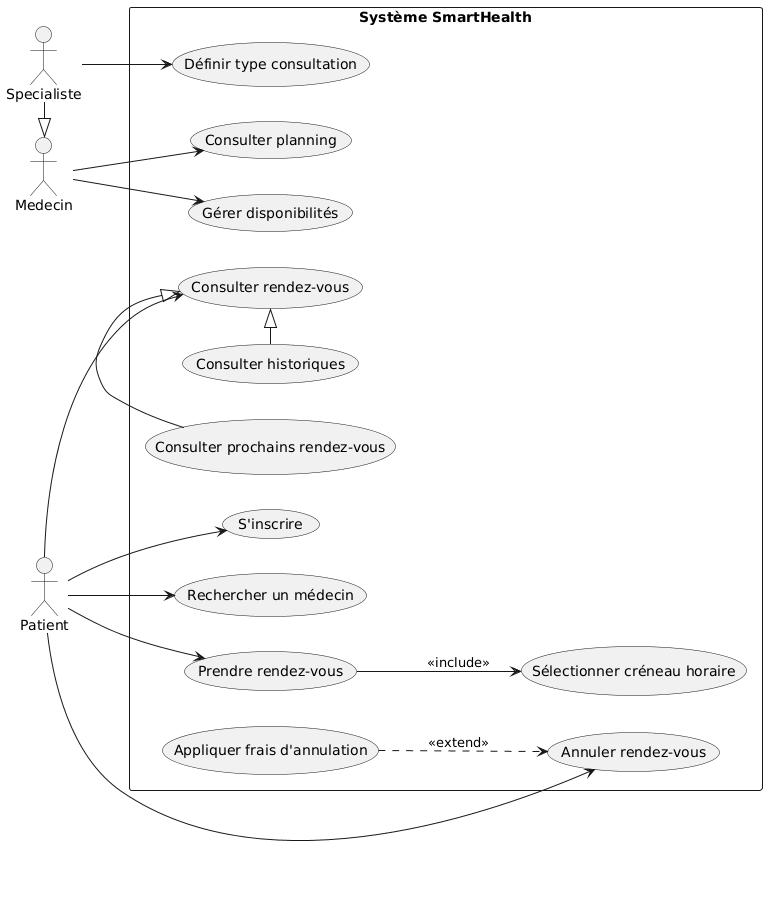 Système SmartHealth
Specialiste
Définir type consultation
Consulter planning
Medecin
Gérer disponibilités
Consulter rendez-vous
Consulter historiques
Consulter prochains rendez-vous
S'inscrire
Rechercher un médecin
Patient
Prendre rendez-vous
«include»
Sélectionner créneau horaire
Appliquer frais d'annulation
«extend»
Annuler rendez-vous